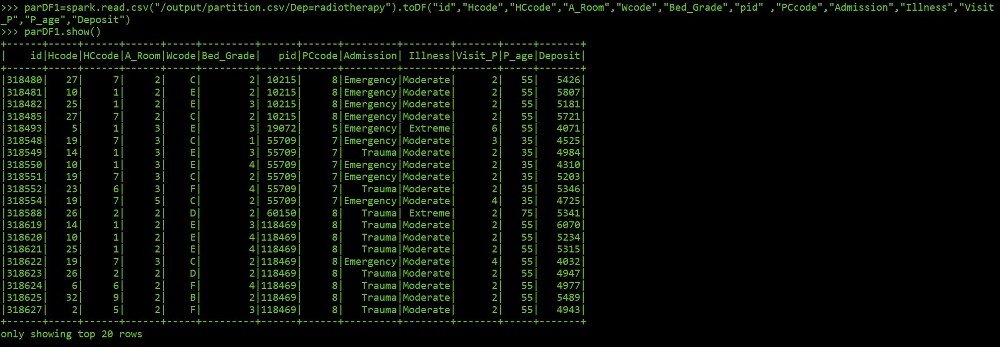 >>> parDF1=spark.read.csv("/output/partition.csv/Dep=radiotherapy").toDF("id","Hcode","HCcode","A_Room","Wcode","Bed_Grade","pid" ,"PCcode","Admission","Illness","Visit
_P","P_age","Deposit")
>>> parDF1.show()
+------+-----+------+------+-----+---------+------+------+---------+--------+-------+-----+-------+
|    id|Hcode|HCcode|A_Room|Wcode|Bed_Grade|   pid|PCcode|Admission| Illness|Visit_P|P_age|Deposit|
+------+-----+------+------+-----+---------+------+------+---------+--------+-------+-----+-------+
|318480|   27|     7|     2|    C|        2| 10215|     8|Emergency|Moderate|      2|   55|   5426|
|318481|   10|     1|     2|    E|        2| 10215|     8|Emergency|Moderate|      2|   55|   5807|
|318482|   25|     1|     2|    E|        3| 10215|     8|Emergency|Moderate|      2|   55|   5181|
|318485|   27|     7|     2|    C|        2| 10215|     8|Emergency|Moderate|      2|   55|   5721|
|318493|    5|     1|     3|    E|        3| 19072|     5|Emergency| Extreme|      6|   55|   4071|
|318548|   19|     7|     3|    C|        1| 55709|     7|Emergency|Moderate|      3|   35|   4525|
|318549|   14|     1|     3|    E|        3| 55709|     7|   Trauma|Moderate|      2|   35|   4984|
|318550|   10|     1|     3|    E|        4| 55709|     7|Emergency|Moderate|      2|   35|   4310|
|318551|   19|     7|     3|    C|        2| 55709|     7|Emergency|Moderate|      2|   35|   5203|
|318552|   23|     6|     3|    F|        4| 55709|     7|   Trauma|Moderate|      2|   35|   5346|
|318554|   19|     7|     5|    C|        2| 55709|     7|Emergency|Moderate|      4|   35|   4725|
|318588|   26|     2|     2|    D|        2| 60150|     8|   Trauma| Extreme|      2|   75|   5341|
|318619|   14|     1|     2|    E|        3|118469|     8|   Trauma|Moderate|      2|   55|   6070|
|318620|   10|     1|     2|    E|        4|118469|     8|   Trauma|Moderate|      2|   55|   5234|
|318621|   25|     1|     2|    E|        4|118469|     8|   Trauma|Moderate|      2|   55|   5315|
|318622|   19|     7|     3|    C|        2|118469|     8|Emergency|Moderate|      4|   55|   4032|
|318623|   26|     2|     2|    D|        2|118469|     8|   Trauma|Moderate|      2|   55|   4947|
|318624|    6|     6|     2|    F|        4|118469|     8|   Trauma|Moderate|      2|   55|   4977|
|318625|   32|     9|     2|    B|        2|118469|     8|   Trauma|Moderate|      2|   55|   5489|
|318627|    2|     5|     2|    F|        3|118469|     8|   Trauma|Moderate|      2|   55|   4943|
+------+-----+------+------+-----+---------+------+------+---------+--------+-------+-----+-------+
only showing top 20 rows